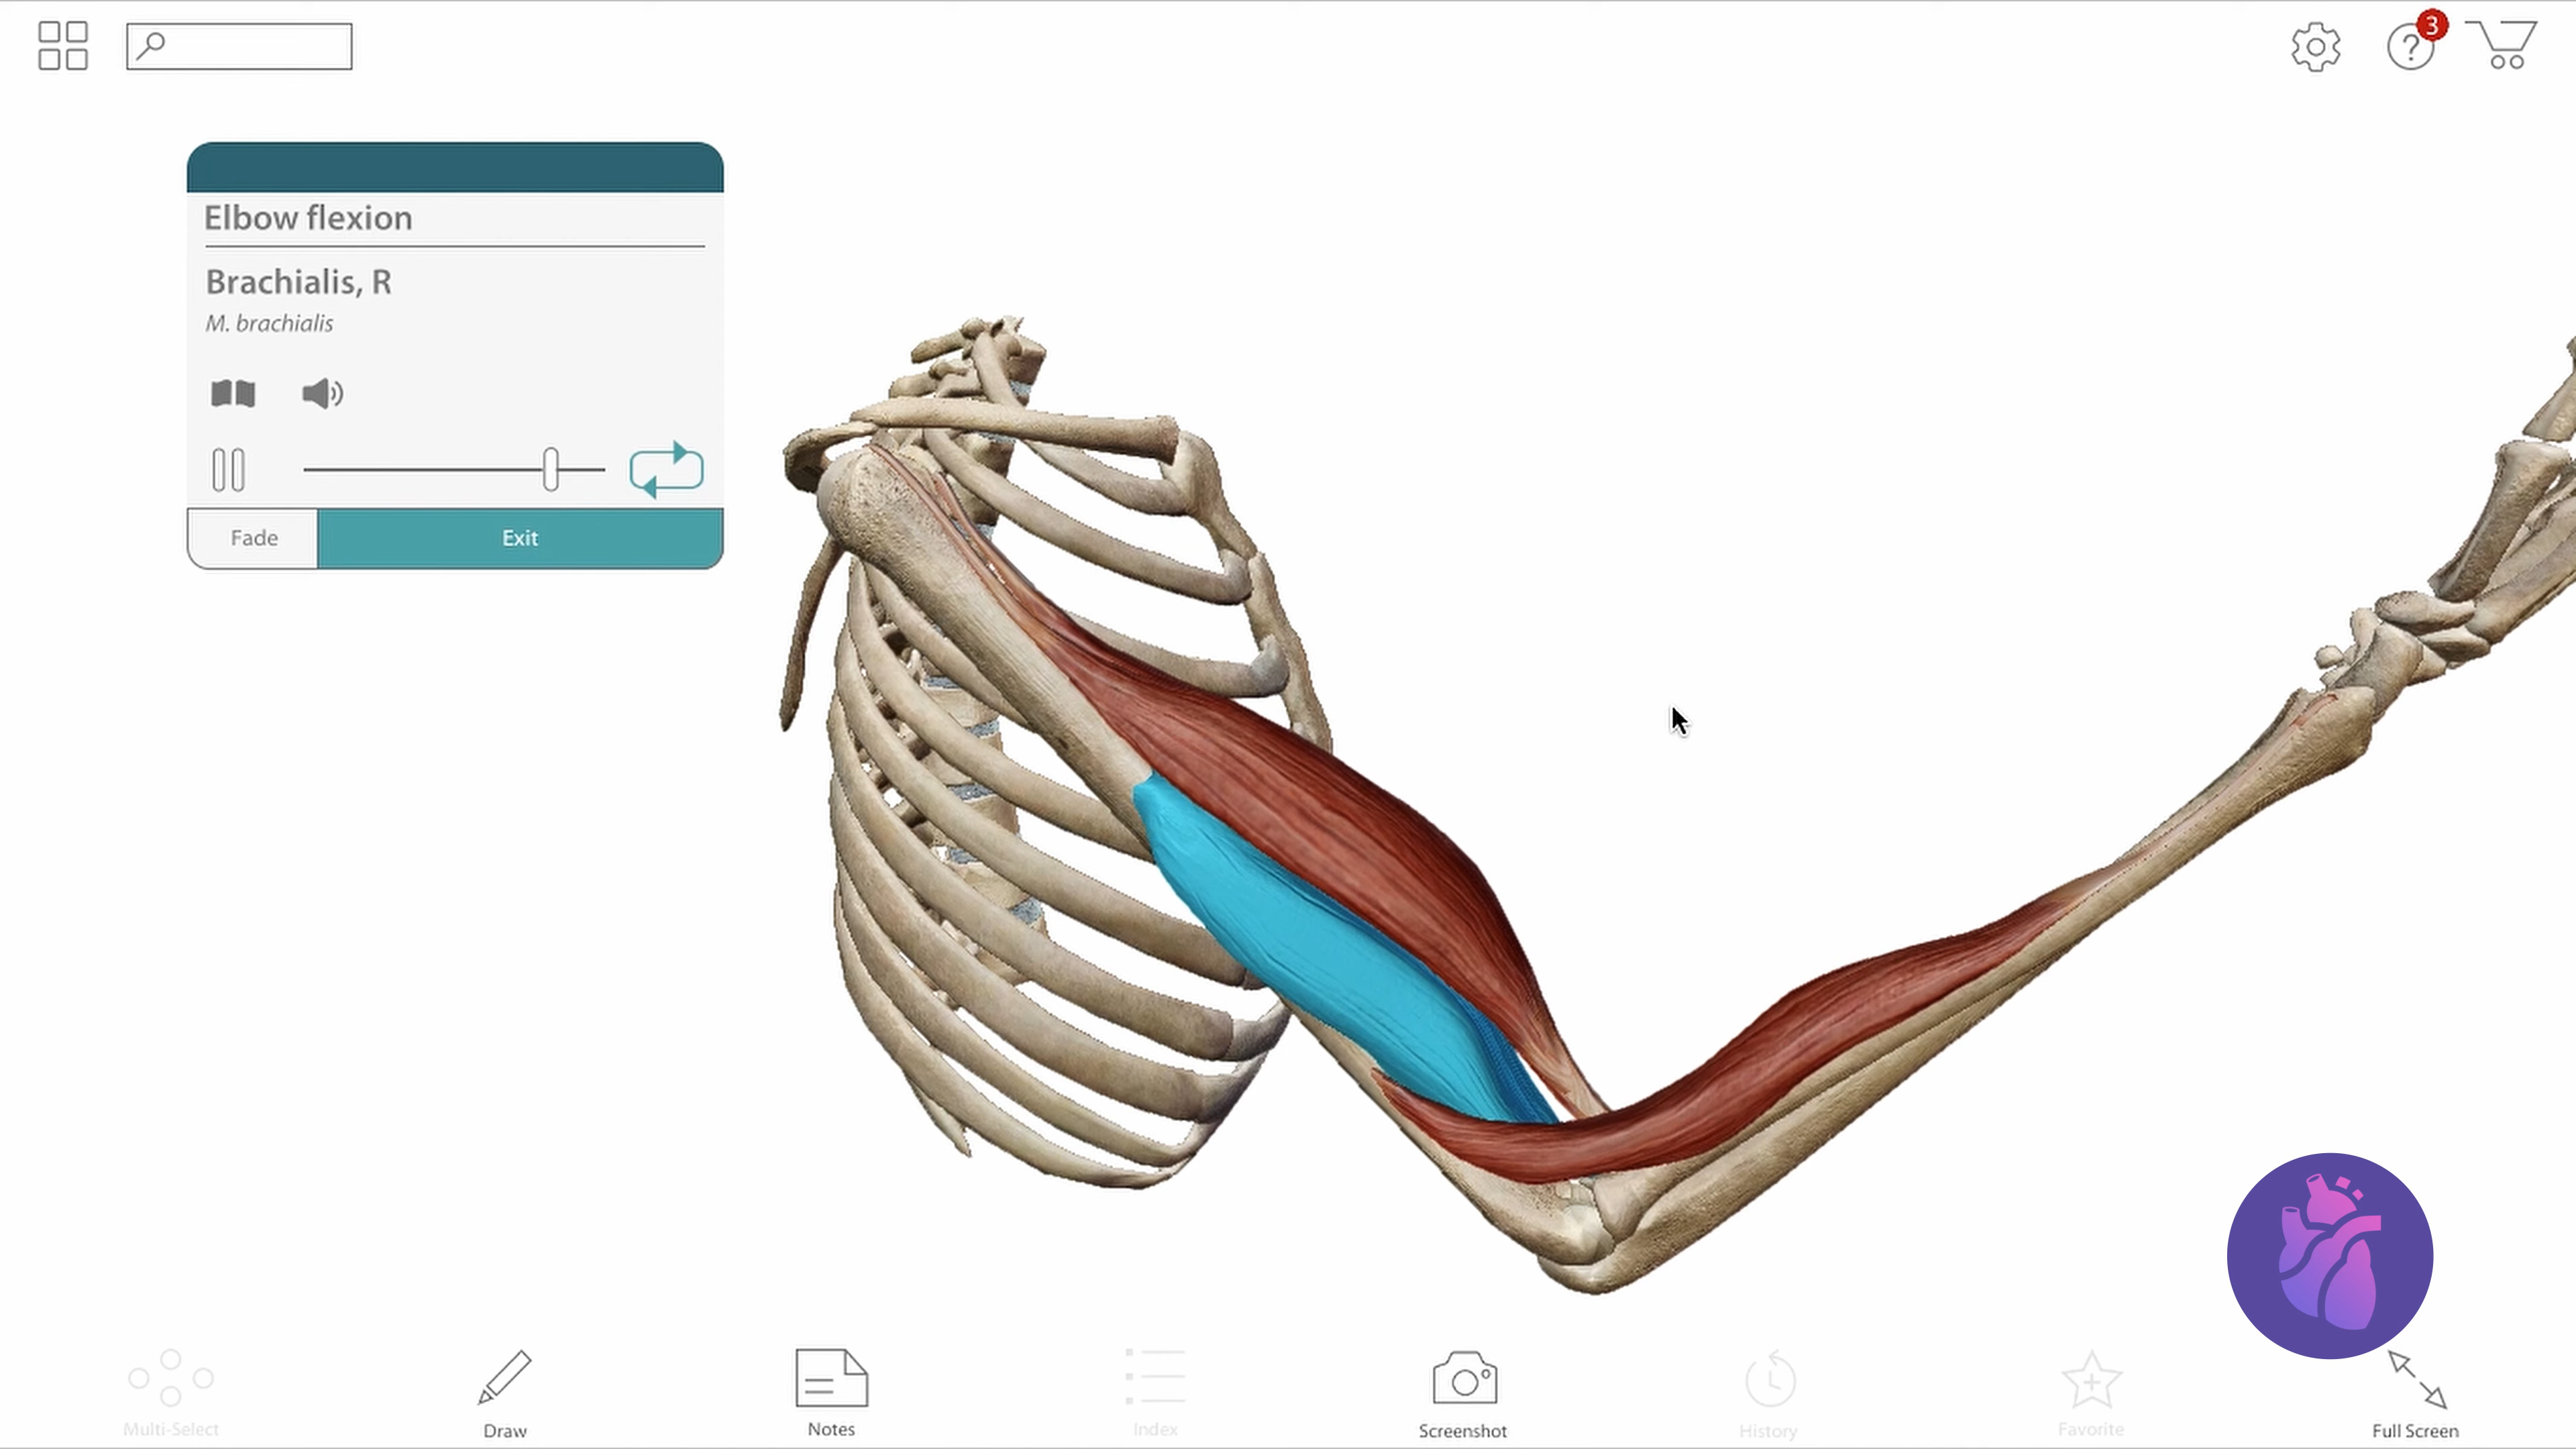 3
Elbow flexion
Brachialis, R
M. brachialis
Fade
Exit
Multi-Select
Draw
Notes
Index
Screenshot
History
Favorite
Full Screen